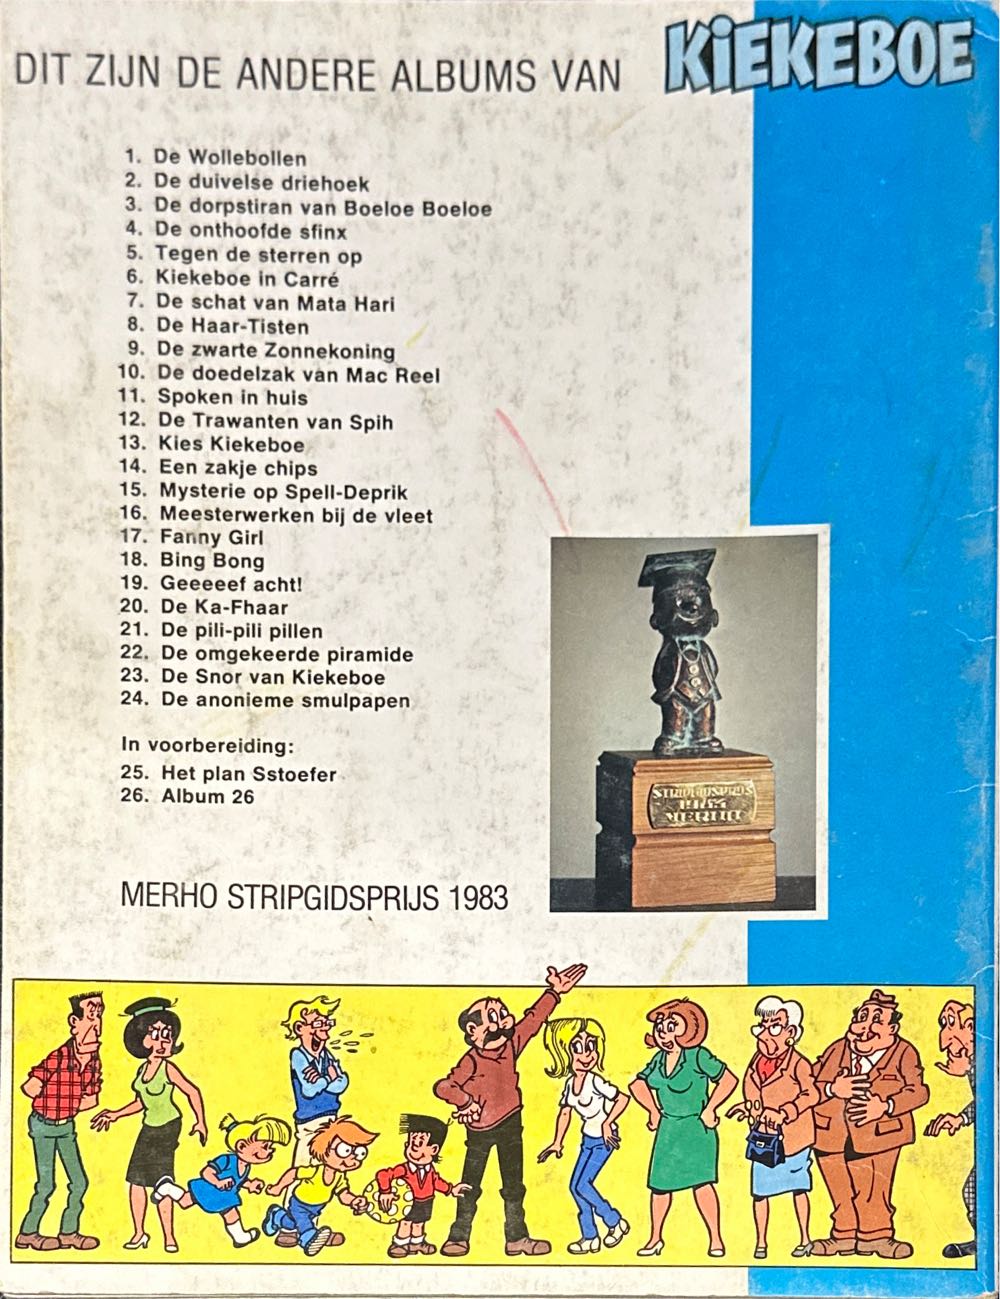 DIT ZIJN DE ANDERE ALBUMS VAN KIEKEBOE
1. De Wollebollen
2. De duivelse driehoek
3. De dorpstiran van Boeloe Boeloe
4. De onthoofde sfinx
5. Tegen de sterren op
6. Kiekeboe in Carré
7. De schat van Mata Hari
8. De Haar-Tisten
9. De zwarte Zonnekoning
10. De doedelzak van Mac Reel
11. Spoken in huis
12. De Trawanten van Spih
13. Kies Kiekeboe
14. Een zakje chips
15. Mysterie op Spell-Deprik
16. Meesterwerken bij de vleet
17. Fanny Girl
18. Bing Bong
19. Geeeeef acht!
20. De Ka-Fhaar
21. De pili-pili pillen
22. De omgekeerde piramide
23. De Snor van Kiekeboe
24. De anonieme smulpapen
In voorbereiding:
25. Het plan Sstoefer
26. Album 26
STRIPGIDSPRIJS
1983
MERHO
MERHO STRIPGIDSPRIJS 1983